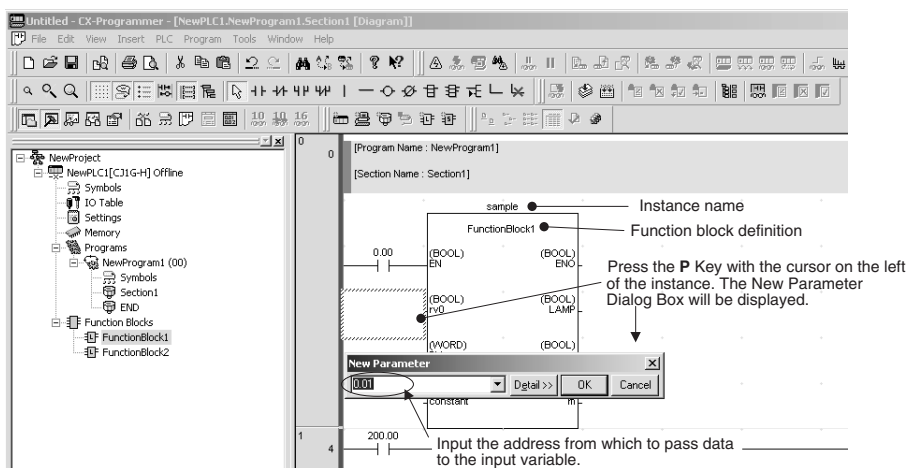 Untitled - CX-Programmer - [NewPLC1.NewProgram1.Section1 [Diagram]]
File Edit View Insert PLC Program Tools Window Help
10 10 16
NewProject
NewPLC1[CJ1G-H] Offline
Symbols
IO Table
Settings
Memory
Programs
NewProgram1 (00)
Symbols
Section1
END
Function Blocks
FunctionBlock1
FunctionBlock2
0
0
[Program Name : NewProgram1]
[Section Name : Section1]
sample
Instance name
FunctionBlock1
Function block definition
0.00
(BOOL)
EN
(BOOL)
ENO
Press the P Key with the cursor on the left
of the instance. The New Parameter
Dialog Box will be displayed.
(BOOL)
rv0
(BOOL)
LAMP
(WORD)
(BOOL)
New Parameter
0.01
Detail >>
OK
Cancel
constant
m
1
4
200.00
Input the address from which to pass data
to the input variable.